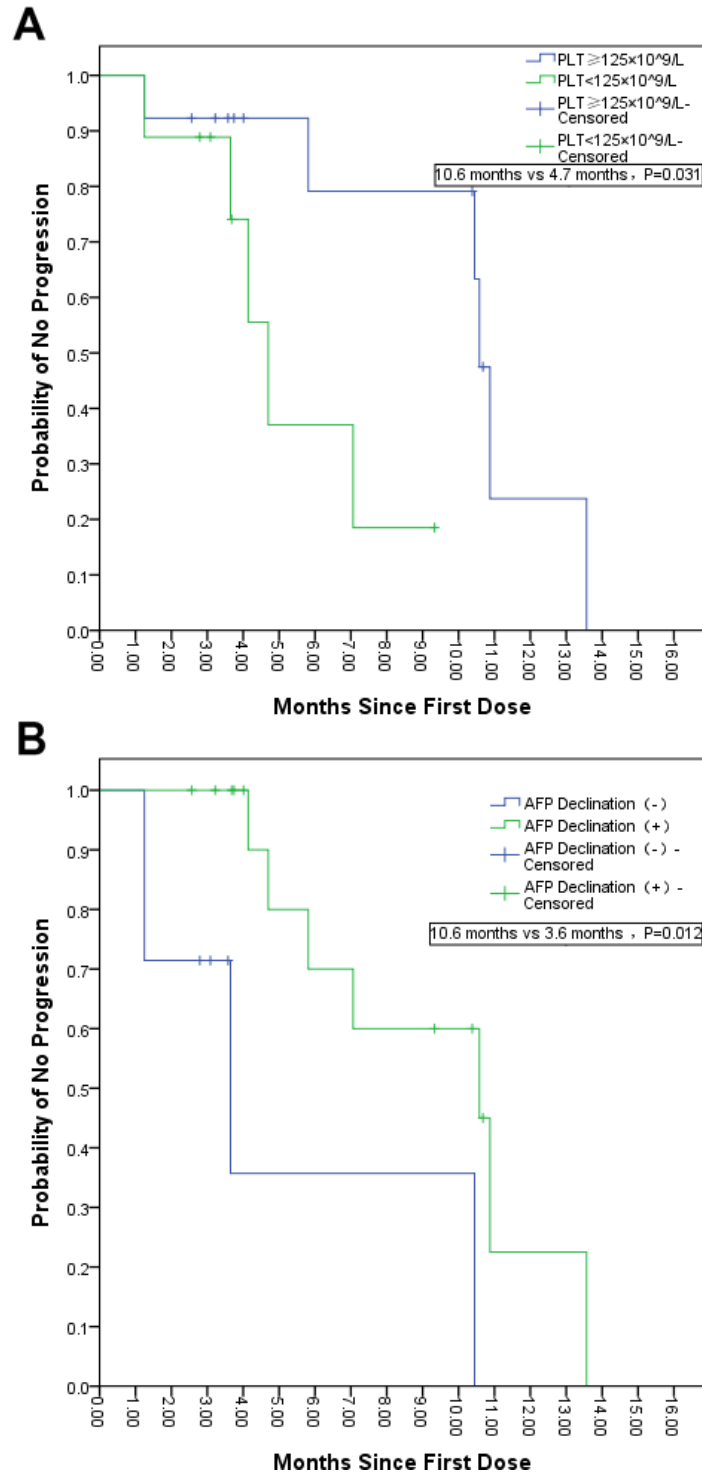 A
PLT≥125×10^9/L
PLT<125×10^9/L
PLT≥125×10^9/L-
Censored
PLT<125×10^9/L-
Censored
10.6 months vs 4.7 months，P=0.031
Probability of No Progression
1.0
0.9
0.8
0.7
0.6
0.5
0.4
0.3
0.2
0.1
0.0
.00 1.00 2.00 3.00 4.00 5.00 6.00 7.00 8.00 9.00 10.00 11.00 12.00 13.00 14.00 15.00 16.00
Months Since First Dose
B
AFP Declination（-）
AFP Declination（+）
AFP Declination（-）-
Censored
AFP Declination（+）-
Censored
10.6 months vs 3.6 months ，P=0.012
Probability of No Progression
1.0
0.9
0.8
0.7
0.6
0.5
0.4
0.3
0.2
0.1
0.0
.00 1.00 2.00 3.00 4.00 5.00 6.00 7.00 8.00 9.00 10.00 11.00 12.00 13.00 14.00 15.00 16.00
Months Since First Dose